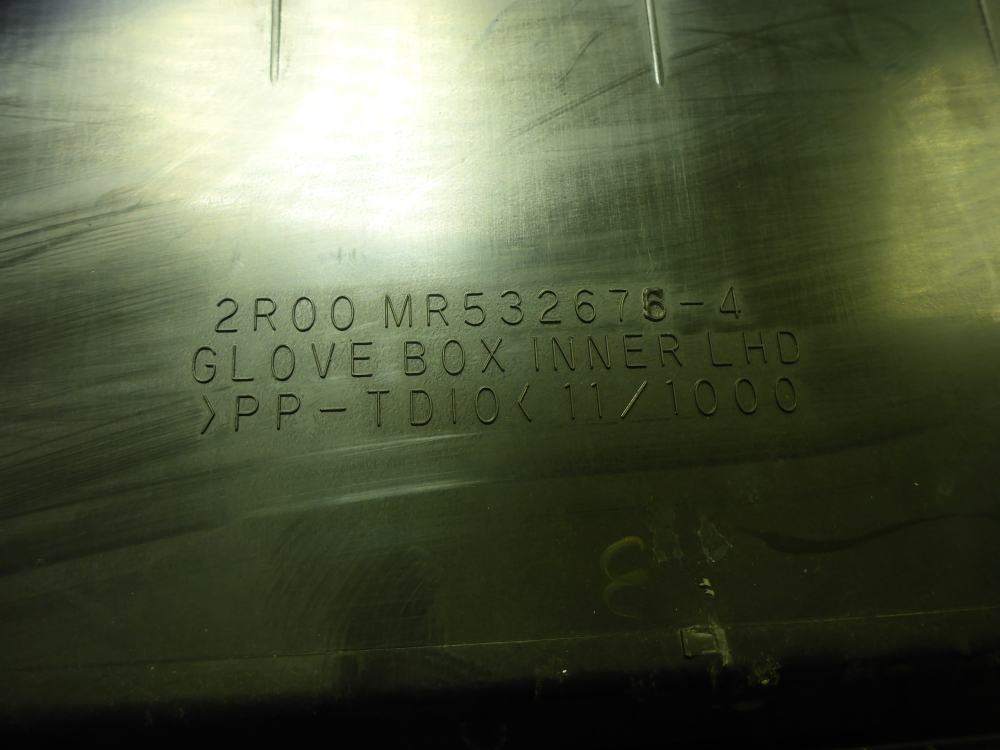 2R00 MR532676-4
GLOVE BOX INNER LHD
>PP-TD10< 11/1000